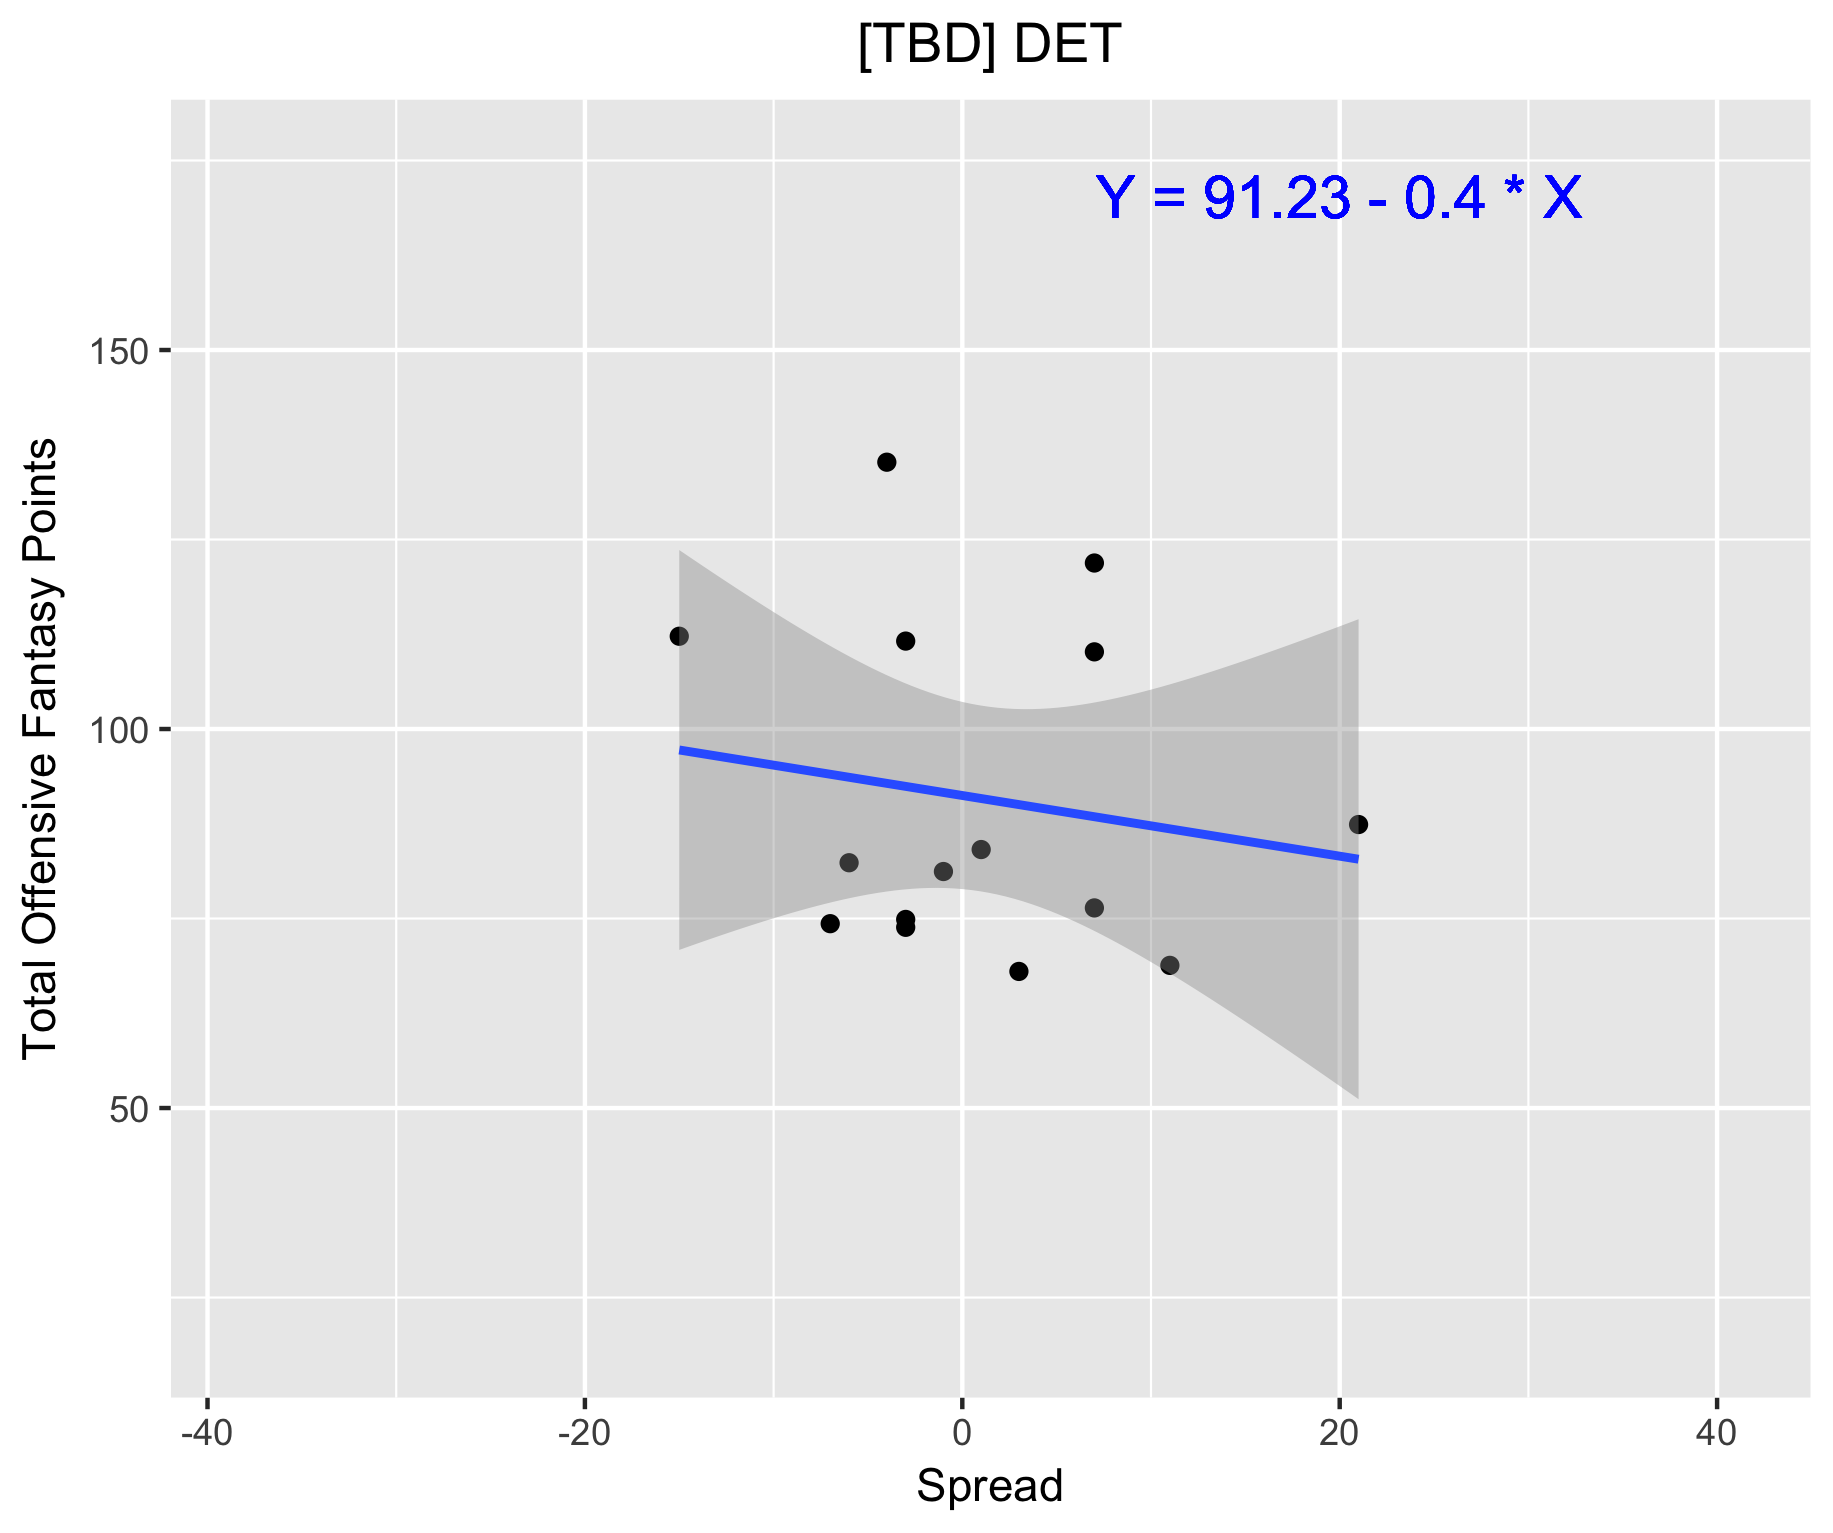 [TBD] DET
Y = 91.23 - 0.4 * X
Total Offensive Fantasy Points
150
100
50
-40
-20
0
20
40
Spread